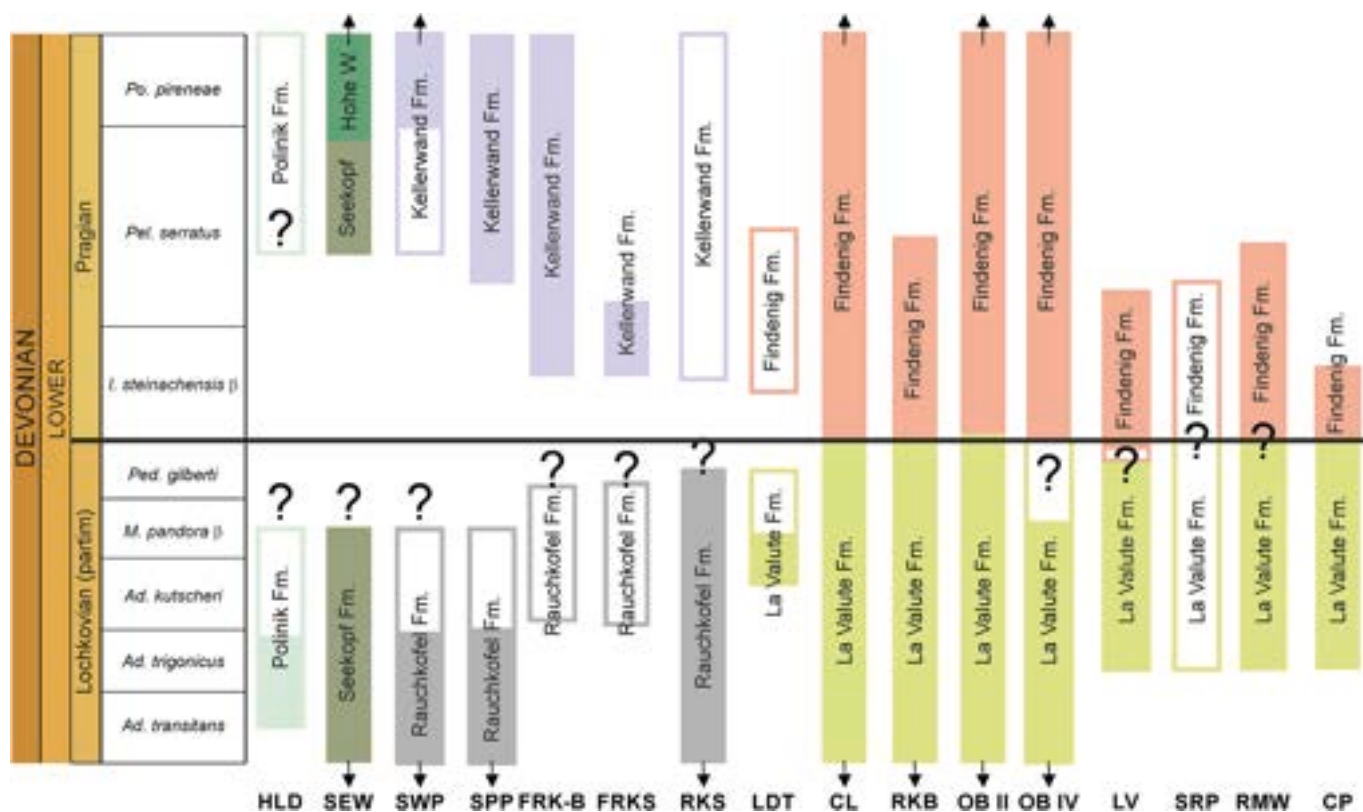 DEVONIAN
LOWER
Pragian
Lochkovian (partim)
Po. pireneae
Pel. serratus
I. steinachensis β
Ped. gilberti
M. pandora β
Ad. kutscheri
Ad. trigonicus
Ad. transitans
Polinik Fm.
?
Hohe W
Seekopf
Kellerwand Fm.
Kellerwand Fm.
Kellerwand Fm.
Kellerwand Fm.
Kellerwand Fm.
Findenig Fm.
Findenig Fm.
Findenig Fm.
Findenig Fm.
Findenig Fm.
Findenig Fm.
Findenig Fm.
Findenig Fm.
Findenig Fm.
?
Polinik Fm.
?
Seekopf Fm.
?
Rauchkofel Fm.
Rauchkofel Fm.
?
Rauchkofel Fm.
?
Rauchkofel Fm.
?
Rauchkofel Fm.
La Valute Fm.
La Valute Fm.
La Valute Fm.
La Valute Fm.
?
La Valute Fm.
?
La Valute Fm.
?
La Valute Fm.
?
La Valute Fm.
La Valute Fm.
HLD SEW SWP SPP FRK-B FRKS RKS LDT CL RKB OB II OB IV LV SRP RMW CP